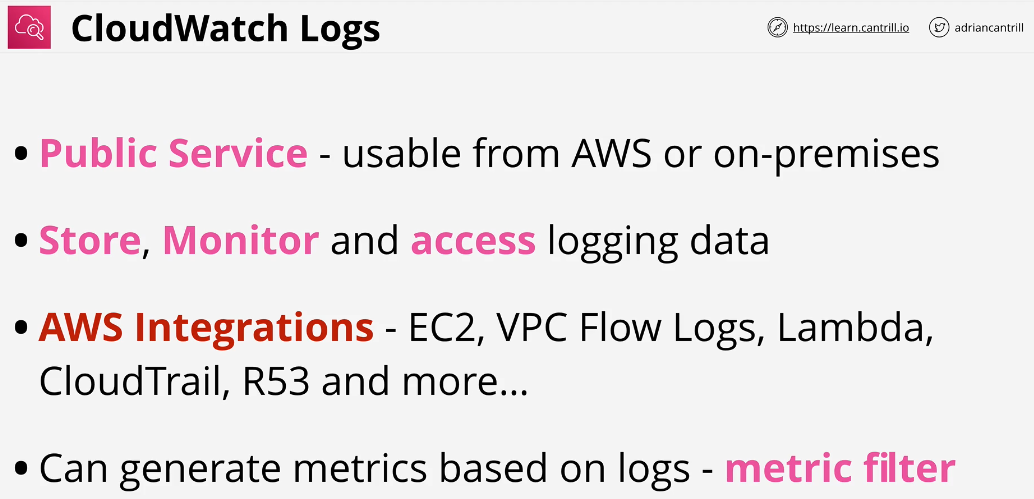 CloudWatch Logs
https://learn.cantrill.io
adriancantrill
• Public Service - usable from AWS or on-premises
• Store, Monitor and access logging data
• AWS Integrations - EC2, VPC Flow Logs, Lambda,
CloudTrail, R53 and more...
• Can generate metrics based on logs - metric filter